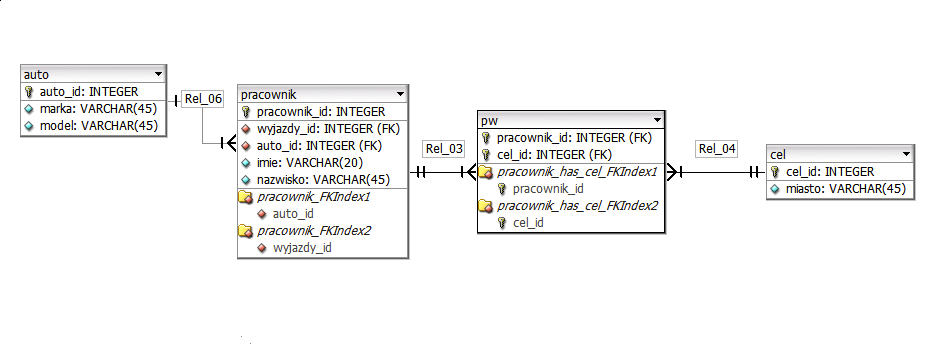 auto
auto_id: INTEGER
marka: VARCHAR(45)
model: VARCHAR(45)
Rel_06
pracownik
pracownik_id: INTEGER
wyjazdy_id: INTEGER (FK)
auto_id: INTEGER (FK)
imie: VARCHAR(20)
nazwisko: VARCHAR(45)
pracownik_FKIndex1
auto_id
pracownik_FKIndex2
wyjazdy_id
Rel_03
pw
pracownik_id: INTEGER (FK)
cel_id: INTEGER (FK)
pracownik_has_cel_FKIndex1
pracownik_id
pracownik_has_cel_FKIndex2
cel_id
Rel_04
cel
cel_id: INTEGER
miasto: VARCHAR(45)